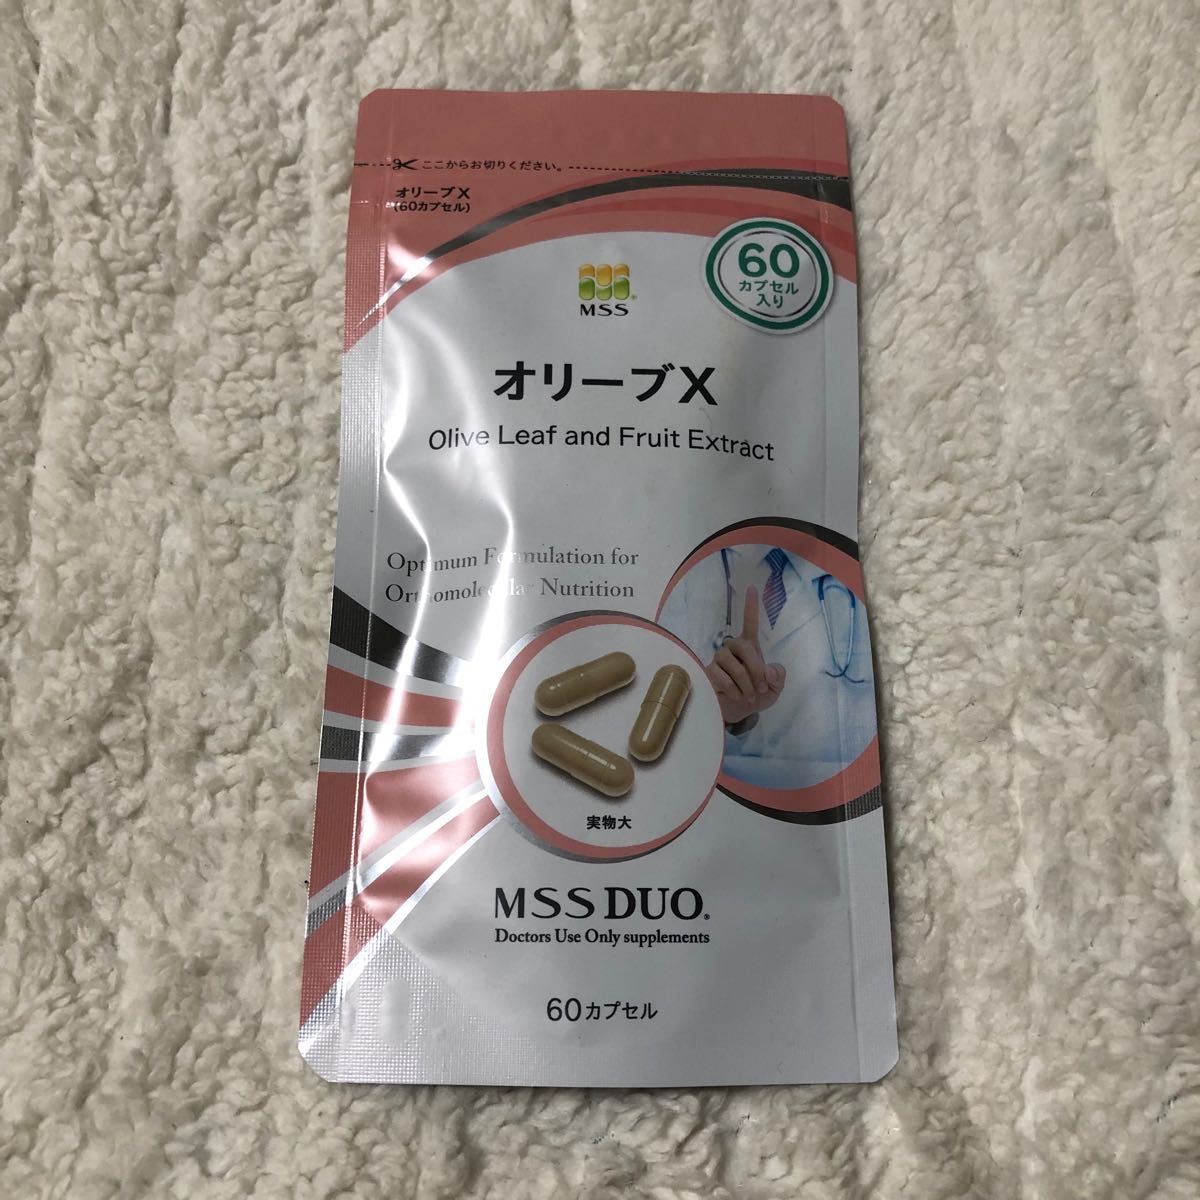 ここからお切りください。
オリーブX
(60カプセル)
60
カプセル
入り
MSS
オリーブX
Olive Leaf and Fruit Extract
Optimum Formulation for
Orthomolecular Nutrition
実物大
MSS DUO®
Doctors Use Only supplements
60カプセル